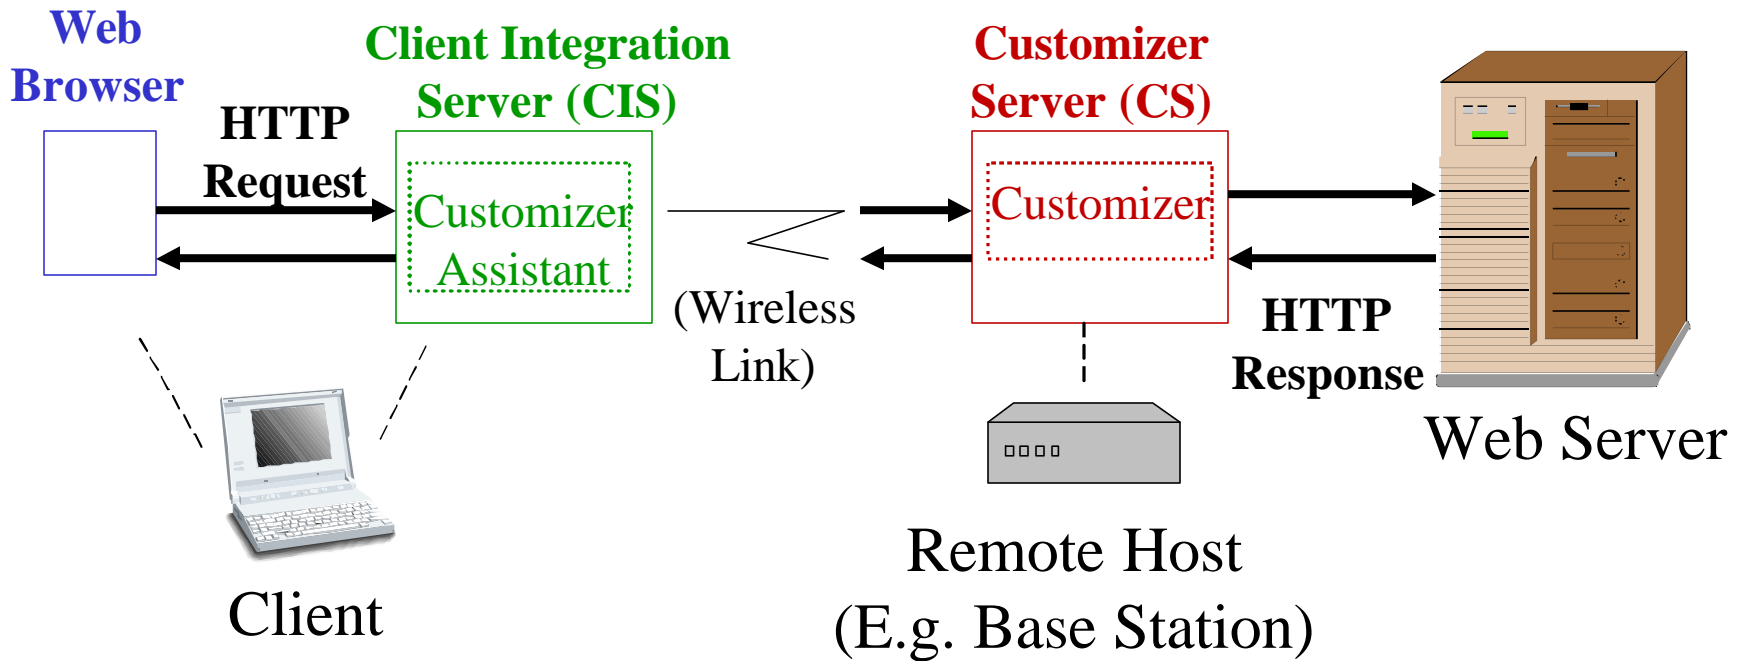 Web
Browser
HTTP
Request
Client Integration
Server (CIS)
Customizer
Assistant
(Wireless
Link)
Customizer
Server (CS)
Customizer
HTTP
Response
Web Server
Client
Remote Host
(E.g. Base Station)